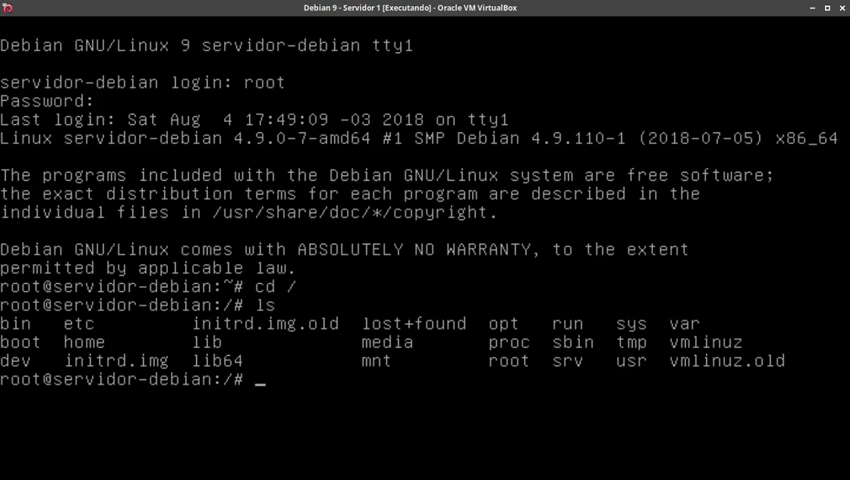 Debian 9 - Servidor 1 [Executando] - Oracle VM VirtualBox
Debian GNU/Linux 9 servidor-debian tty1
servidor-debian login: root
Password:
Last login: Sat Aug  4 17:49:09 -03 2018 on tty1
Linux servidor-debian 4.9.0-7-amd64 #1 SMP Debian 4.9.110-1 (2018-07-05) x86_64
The programs included with the Debian GNU/Linux system are free software;
the exact distribution terms for each program are described in the
individual files in /usr/share/doc/*/copyright.
Debian GNU/Linux comes with ABSOLUTELY NO WARRANTY, to the extent
permitted by applicable law.
root@servidor-debian:~# cd /
root@servidor-debian:/# ls
bin   etc         initrd.img.old  lost+found  opt   run   sys  var
boot  home        lib             media       proc  sbin  tmp  vmlinuz
dev   initrd.img  lib64           mnt         root  srv   usr  vmlinuz.old
root@servidor-debian:/# _